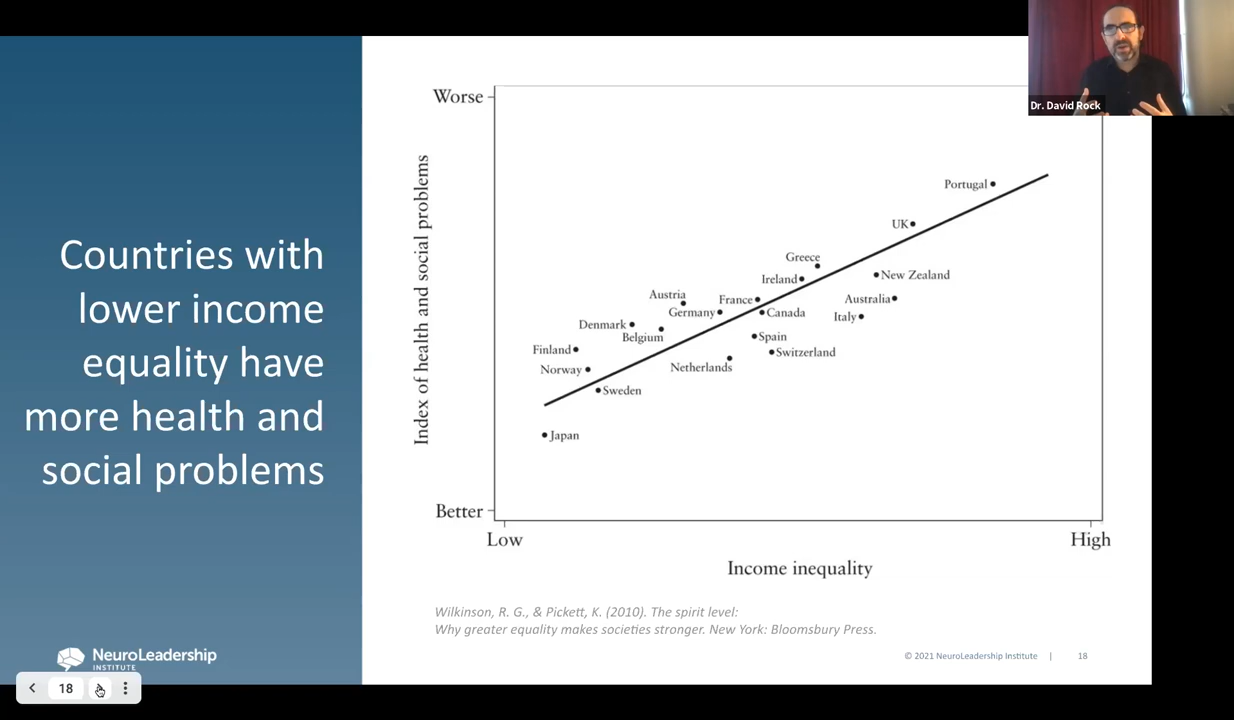 Dr. David Rock
Countries with
lower income
equality have
more health and
social problems
Worse
Index of health and social problems
Better
Low
High
Income inequality
Portugal
UK
Greece
Ireland
New Zealand
Austria
France
Australia
Germany
Canada
Italy
Denmark
Belgium
Spain
Finland
Switzerland
Norway
Netherlands
Sweden
Japan
Wilkinson, R. G., & Pickett, K. (2010). The spirit level:
Why greater equality makes societies stronger. New York: Bloomsbury Press.
NeuroLeadership
INSTITUTE
© 2021 NeuroLeadership Institute | 18
18